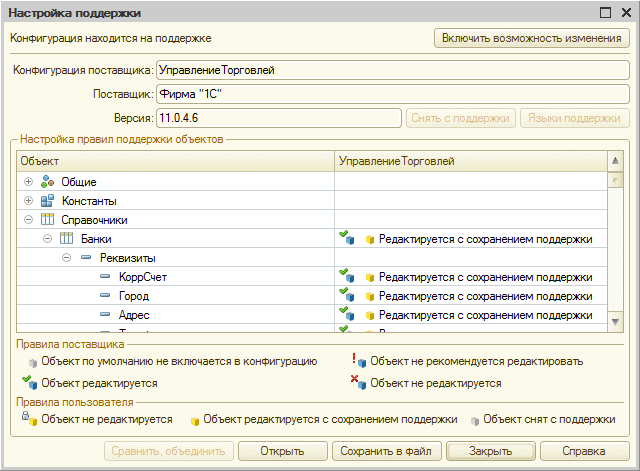 Настройка поддержки
Конфигурация находится на поддержке Включить возможность изменения
Конфигурация поставщика: УправлениеТорговлей
Поставщик: Фирма "1С"
Версия: 11.0.4.6 Снять с поддержки Языки поддержки
Настройка правил поддержки объектов
Объект УправлениеТорговлей
Общие
Константы
Справочники
Банки Редактируется с сохранением поддержки
Реквизиты
КоррСчет Редактируется с сохранением поддержки
Город Редактируется с сохранением поддержки
Адрес Редактируется с сохранением поддержки
Правила поставщика
Объект по умолчанию не включается в конфигурацию Объект не рекомендуется редактировать
Объект редактируется Объект не редактируется
Правила пользователя
Объект не редактируется Объект редактируется с сохранением поддержки Объект снят с поддержки
Сравнить, объединить Открыть Сохранить в файл Закрыть Справка